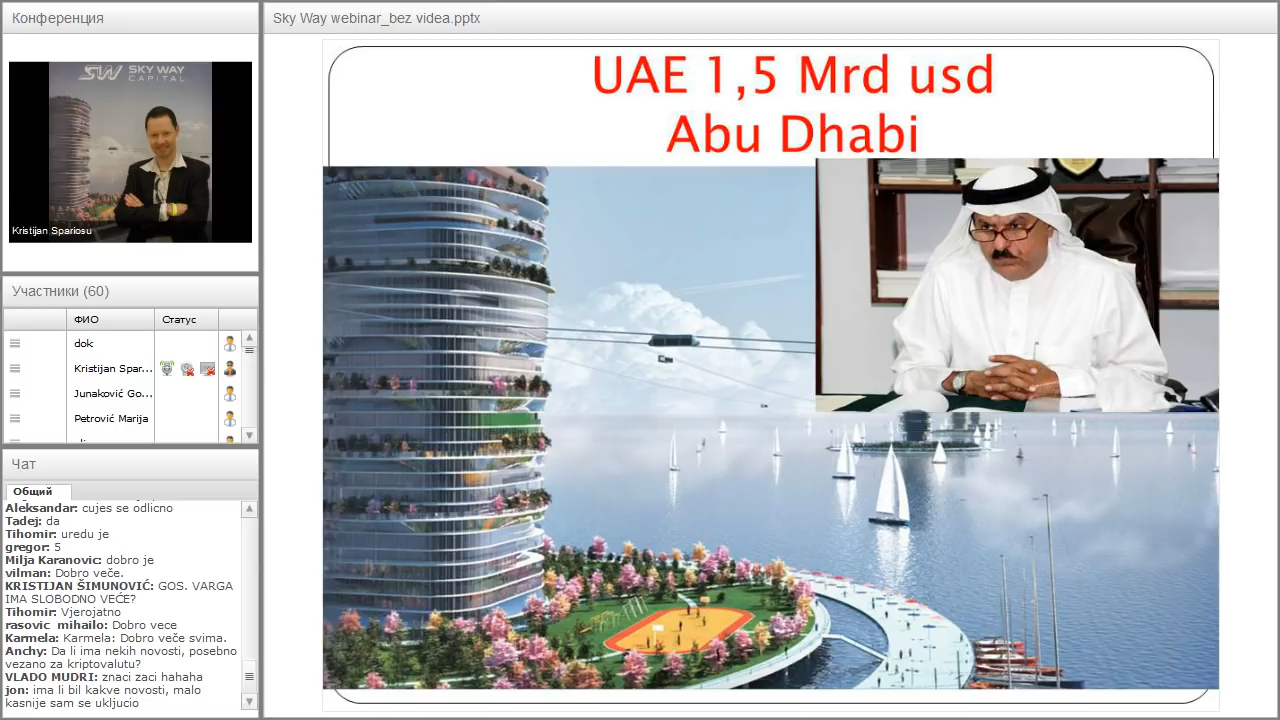 Конференция
Sky Way webinar_bez videa.pptx
SW SKY WAY
CAPITAL
Kristijan Spariosu
UAE 1,5 Mrd usd
Abu Dhabi
Участники (60)
ФИО Статус
dok
Kristijan Spar...
Junaković Go...
Petrović Marija
Чат
Общий
Aleksandar: cujes se odlicno
Tadej: da
Tihomir: uredu je
gregor: 5
Milja Karanovic: dobro je
vilman: Dobro veče.
KRISTIJAN ŠIMUNOVIĆ: GOS. VARGA
IMA SLOBODNO VEĆE?
Tihomir: Vjerojatno
rasovic mihailo: Dobro vece
Karmela: Karmela: Dobro veče svima.
Anchy: Da li ima nekih novosti, posebno
vezano za kriptovalutu?
VLADO MUDRI: znaci zaci hahaha
jon: ima li bil kakve novosti, malo
kasnije sam se ukljucio